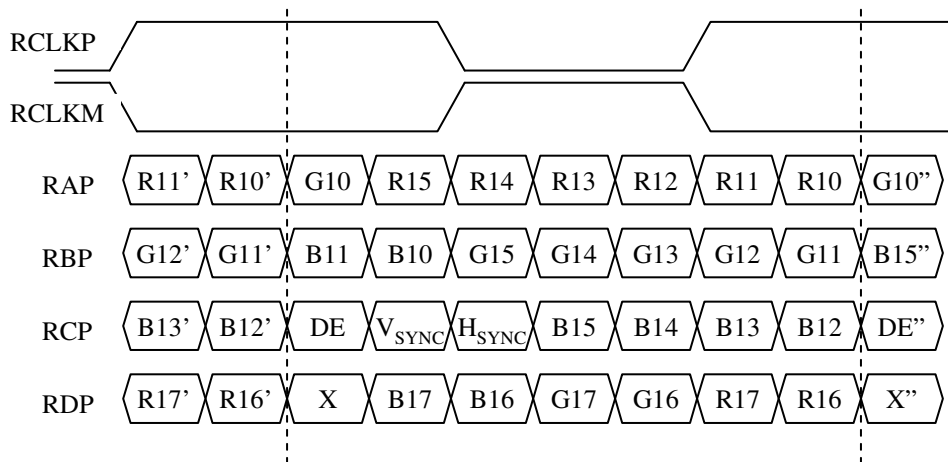 RCLKP
RCLKM
RAP R11’ R10’ G10 R15 R14 R13 R12 R11 R10 G10”
RBP G12’ G11’ B11 B10 G15 G14 G13 G12 G11 B15”
RCP B13’ B12’ DE VSYNC HSYNC B15 B14 B13 B12 DE”
RDP R17’ R16’ X B17 B16 G17 G16 R17 R16 X”